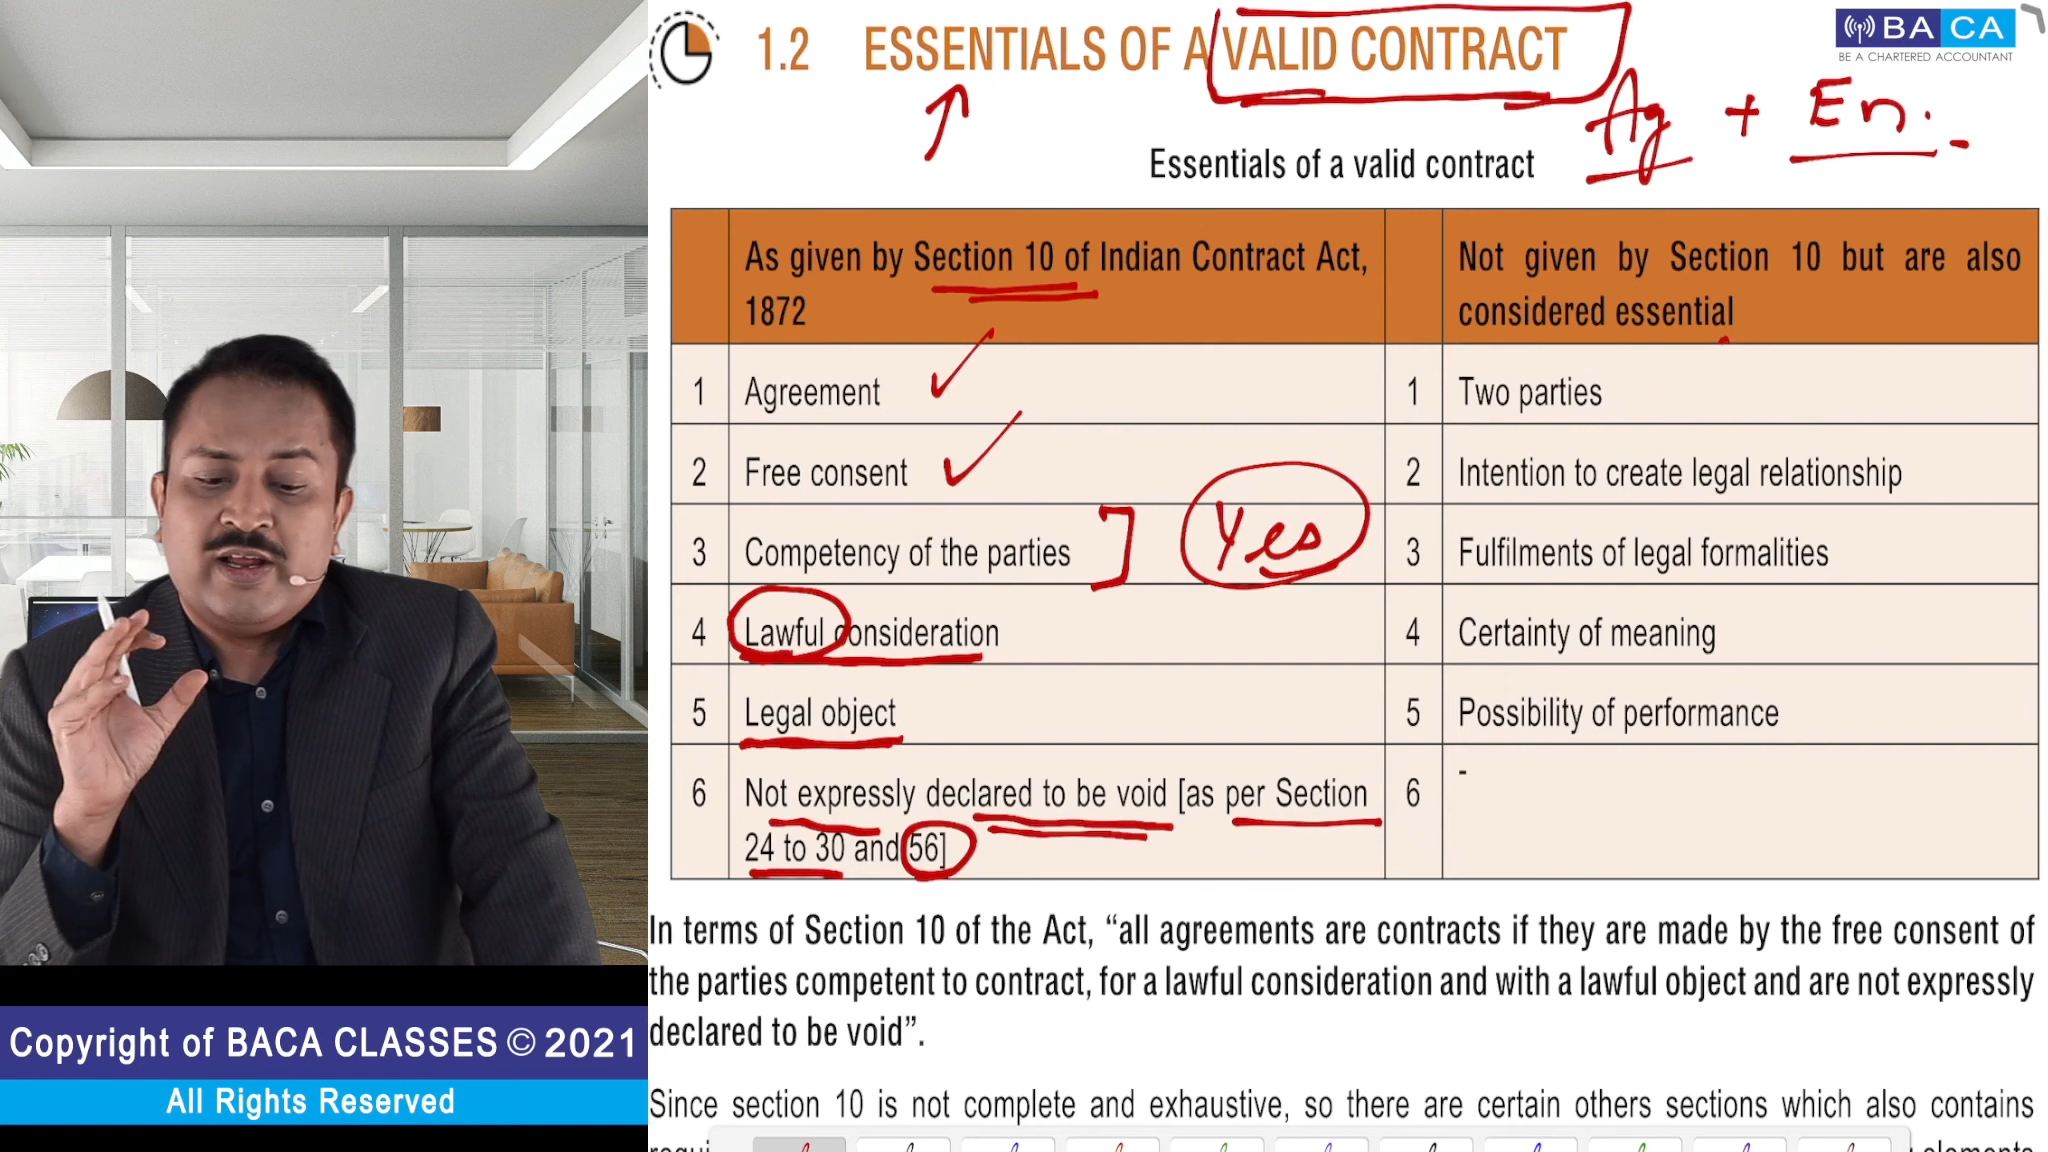 1.2 ESSENTIALS OF A VALID CONTRACT
BACA
BE A CHARTERED ACCOUNTANT
Ag + En.
Essentials of a valid contract
As given by Section 10 of Indian Contract Act,
1872
Not given by Section 10 but are also
considered essential
1 Agreement 1 Two parties
2 Free consent 2 Intention to create legal relationship
3 Competency of the parties Yes 3 Fulfilments of legal formalities
4 Lawful consideration 4 Certainty of meaning
5 Legal object 5 Possibility of performance
6 Not expressly declared to be void [as per Section
24 to 30 and 56]
6 -
In terms of Section 10 of the Act, “all agreements are contracts if they are made by the free consent of
the parties competent to contract, for a lawful consideration and with a lawful object and are not expressly
declared to be void”.
Since section 10 is not complete and exhaustive, so there are certain others sections which also contains
elements
Copyright of BACA CLASSES © 2021
All Rights Reserved